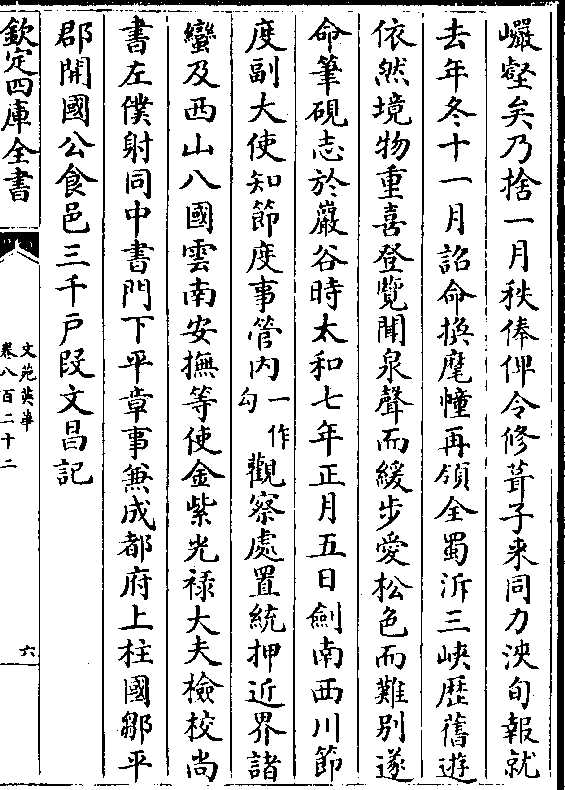 巖壑矣乃捨一月秩俸俾令修葺子来同力浹旬報就
去年冬十一月詔命換麾幢再領全蜀泝三峽歷舊遊
依然境物重喜登覽聞泉聲而緩步愛松色而難別遂
命筆硯志於巖谷時太和七年正月五日劍南西川節
度副大使知節度事管内一作勾觀察處置統押近界諸
蠻及西山八國雲南安撫等使金紫光禄大夫檢校尚
書左僕射同中書門下平章事兼成都府上柱國鄒平
郡開國公食邑三千戶段文昌記
欽定四庫全書
文苑英華
卷八百二十二
六